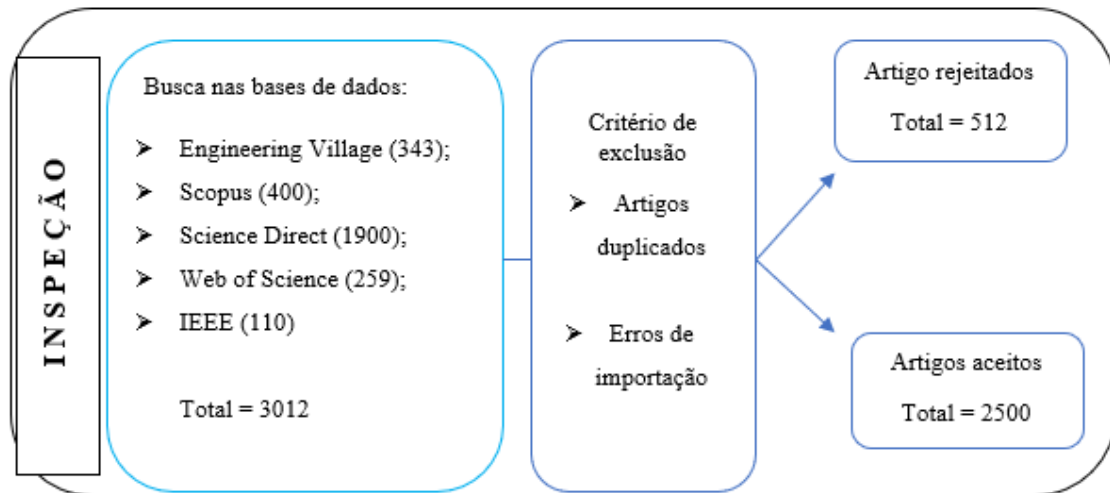 INSPEÇÃO
Busca nas bases de dados:
➤ Engineering Village (343);
➤ Scopus (400);
➤ Science Direct (1900);
➤ Web of Science (259);
➤ IEEE (110)
Total = 3012
Critério de
exclusão
➤ Artigos
duplicados
➤ Erros de
importação
Artigo rejeitados
Total = 512
Artigos aceitos
Total = 2500